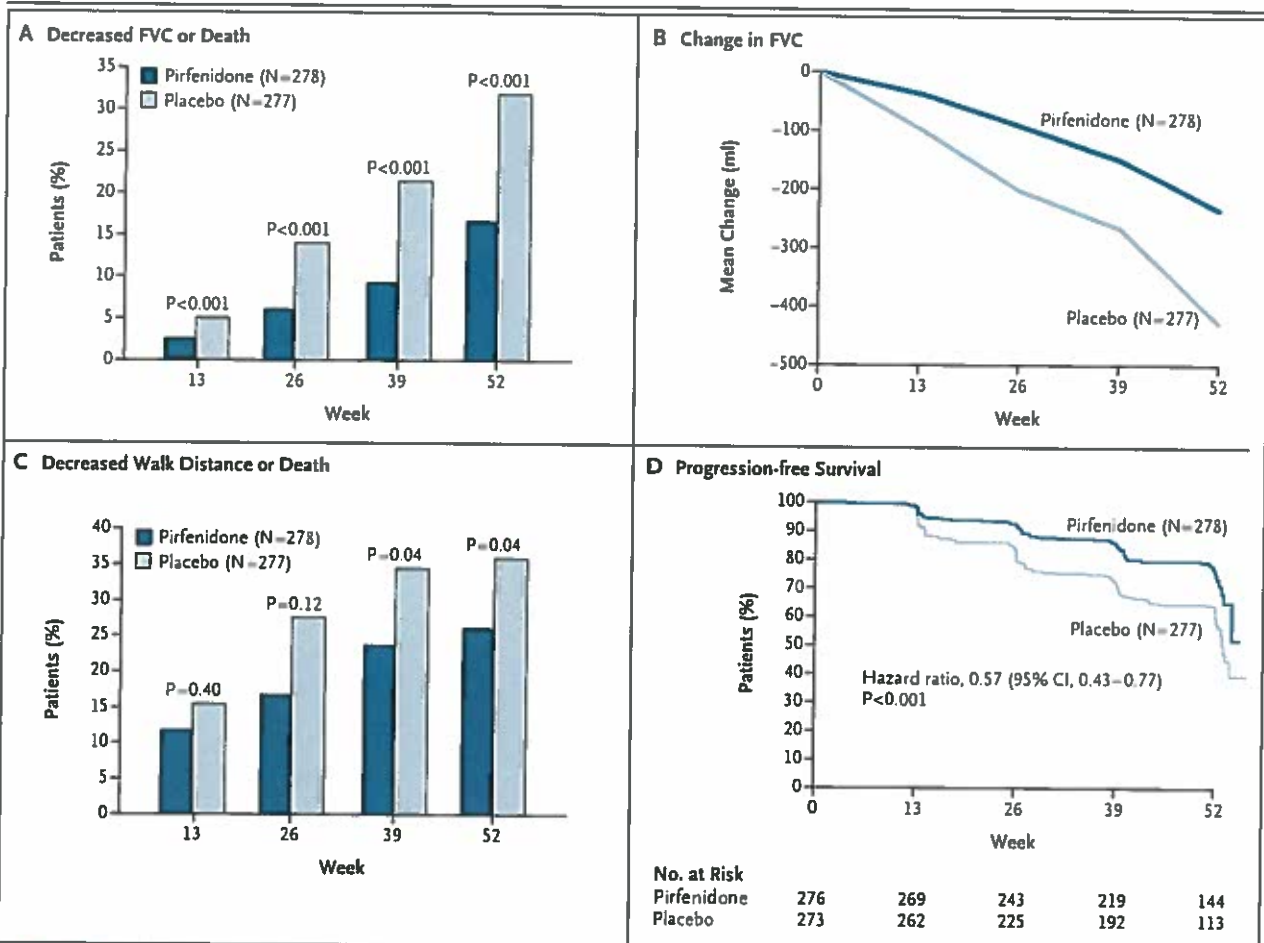 A Decreased FVC or Death
35
30
25
20
15
10
5
0
Patients (%)
Pirfenidone (N=278)
Placebo (N=277)
P<0.001
P<0.001
P<0.001
P<0.001
13 26 39 52
Week
B Change in FVC
0
-100
-200
-300
-400
-500
Mean Change (ml)
Pirfenidone (N=278)
Placebo (N=277)
0 13 26 39 52
Week
C Decreased Walk Distance or Death
40
35
30
25
20
15
10
5
0
Patients (%)
Pirfenidone (N=278)
Placebo (N=277)
P=0.40
P=0.12
P=0.04
P=0.04
13 26 39 52
Week
D Progression-free Survival
100
90
80
70
60
50
40
30
20
10
0
Patients (%)
Pirfenidone (N=278)
Placebo (N=277)
Hazard ratio, 0.57 (95% CI, 0.43–0.77)
P<0.001
0 13 26 39 52
Week
No. at Risk
Pirfenidone 276 269 243 219 144
Placebo 273 262 225 192 113